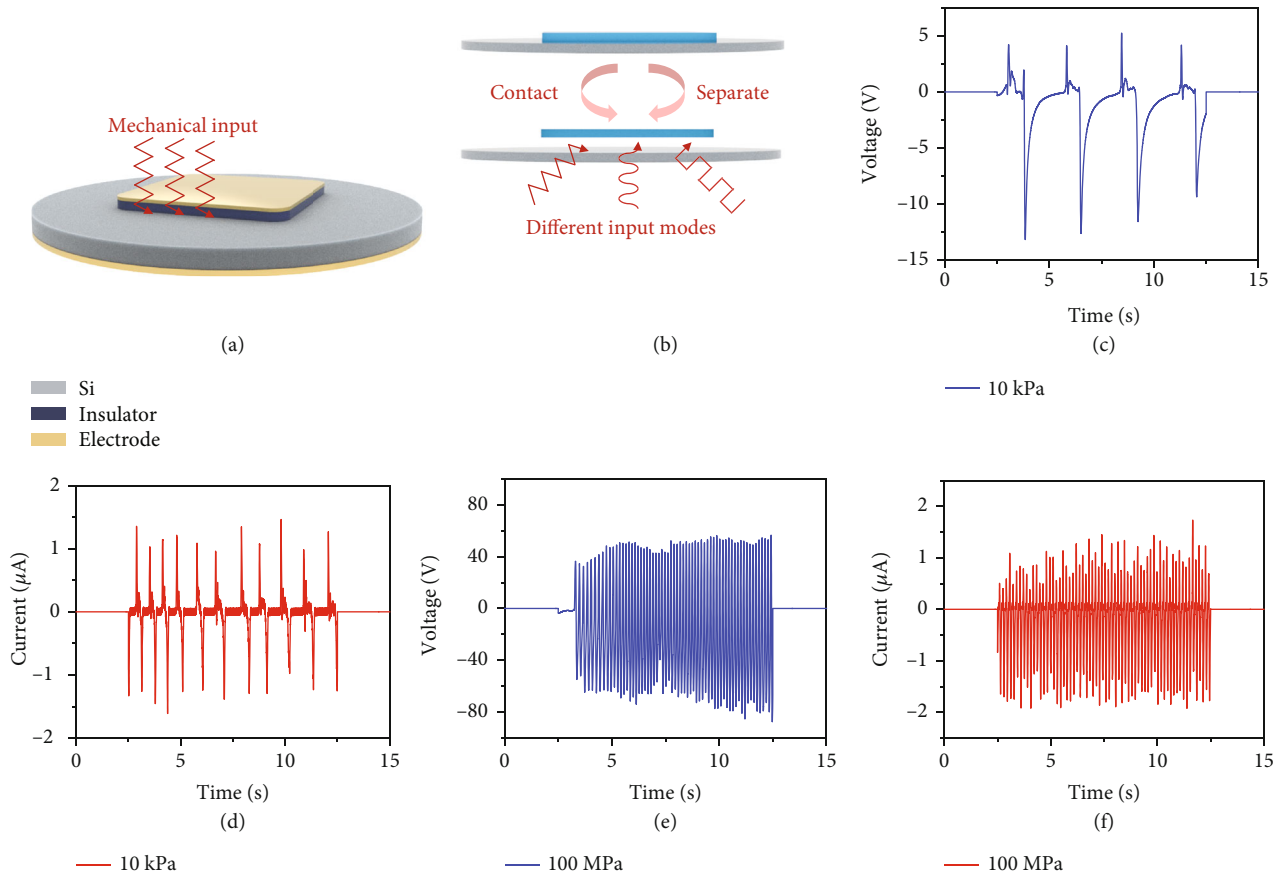 Mechanical input
(a)
Contact
Separate
Different input modes
(b)
5
0
−5
−10
−15
Voltage (V)
0
5
10
15
Time (s)
(c)
10 kPa
Si
Insulator
Electrode
2
1
0
−1
−2
Current (μA)
0
5
10
15
Time (s)
(d)
10 kPa
80
40
0
−40
−80
Voltage (V)
0
5
10
15
Time (s)
(e)
100 MPa
2
1
0
−1
−2
Current (μA)
0
5
10
15
Time (s)
(f)
100 MPa